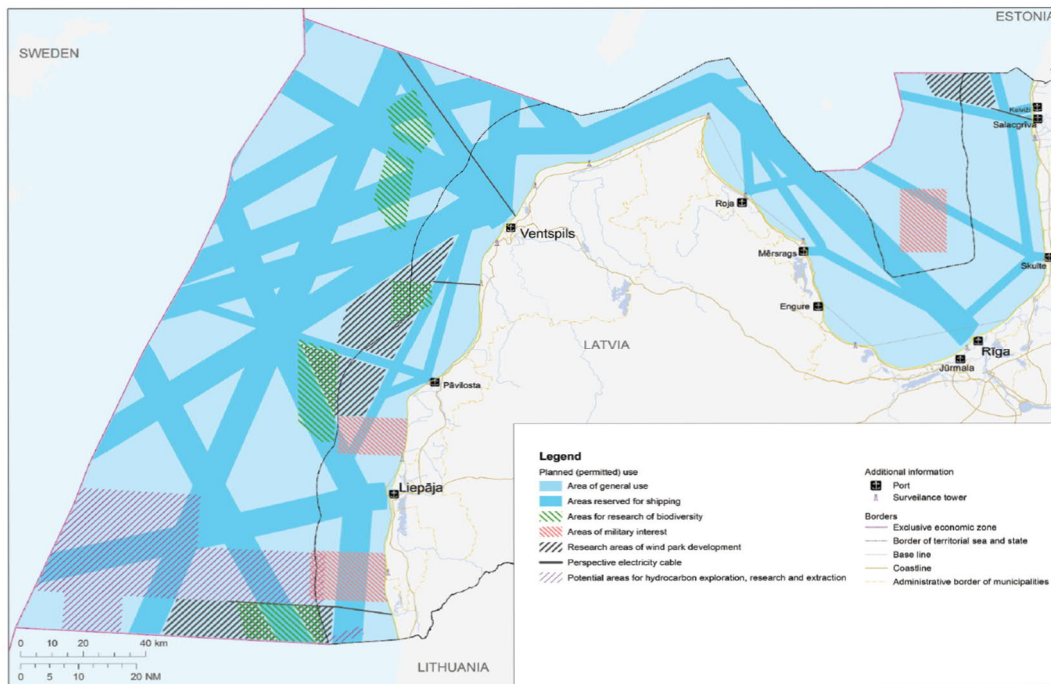 ESTONIA
SWEDEN
Kuivizi
Salacgrīva
Roja
Ventspils
Mērsrags
Skulte
Engure
LATVIA
Rīga
Jūrmala
Pāvilosta
Liepāja
Legend
Planned (permitted) use
Area of general use
Areas reserved for shipping
Areas for research of biodiversity
Areas of military interest
Research areas of wind park development
Perspective electricity cable
Potential areas for hydrocarbon exploration, research and extraction
Additional information
Port
Surveilance tower
Borders
Exclusive economic zone
Border of territorial sea and state
Base line
Coastline
Administrative border of municipalities
0 10 20 40 km
0 5 10 20 NM
LITHUANIA